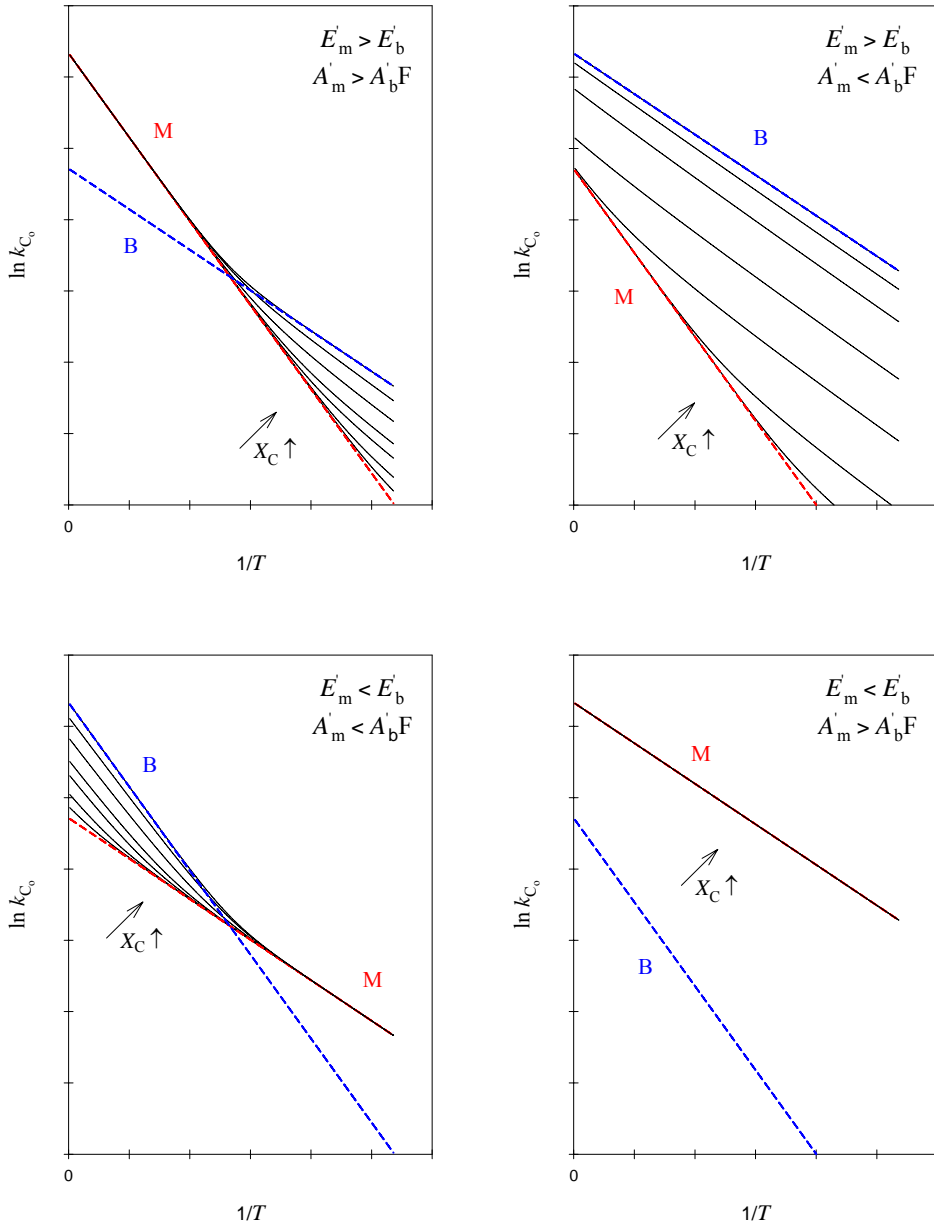 E'm > E'b
A'm > A'bF
M
B
ln kCo
XC ↑
0
1/T
E'm > E'b
A'm < A'bF
B
M
ln kCo
XC ↑
0
1/T
E'm < E'b
A'm < A'bF
B
ln kCo
XC ↑
M
0
1/T
E'm < E'b
A'm > A'bF
M
ln kCo
XC ↑
B
0
1/T